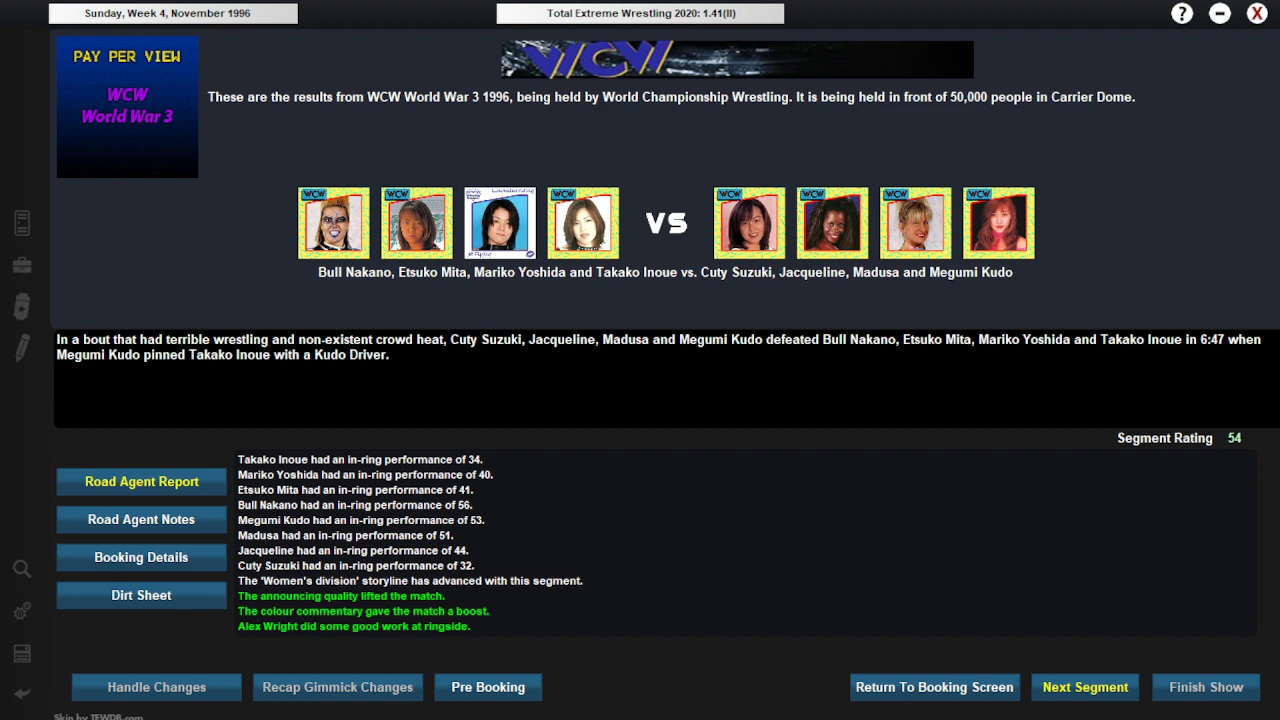 Sunday, Week 4, November 1996
Total Extreme Wrestling 2020: 1.41(II)
?
X
PAY PER VIEW
WCW
World War 3
WCW
These are the results from WCW World War 3 1996, being held by World Championship Wrestling. It is being held in front of 50,000 people in Carrier Dome.
WCW
WCW
WCW
VS
WCW
WCW
WCW
WCW
Bull Nakano, Etsuko Mita, Mariko Yoshida and Takako Inoue vs. Cuty Suzuki, Jacqueline, Madusa and Megumi Kudo
In a bout that had terrible wrestling and non-existent crowd heat, Cuty Suzuki, Jacqueline, Madusa and Megumi Kudo defeated Bull Nakano, Etsuko Mita, Mariko Yoshida and Takako Inoue in 6:47 when
Megumi Kudo pinned Takako Inoue with a Kudo Driver.
Segment Rating 54
Road Agent Report
Road Agent Notes
Booking Details
Dirt Sheet
Takako Inoue had an in-ring performance of 34.
Mariko Yoshida had an in-ring performance of 40.
Etsuko Mita had an in-ring performance of 41.
Bull Nakano had an in-ring performance of 56.
Megumi Kudo had an in-ring performance of 53.
Madusa had an in-ring performance of 51.
Jacqueline had an in-ring performance of 44.
Cuty Suzuki had an in-ring performance of 32.
The 'Women's division' storyline has advanced with this segment.
The announcing quality lifted the match.
The colour commentary gave the match a boost.
Alex Wright did some good work at ringside.
Handle Changes
Recap Gimmick Changes
Pre Booking
Return To Booking Screen
Next Segment
Finish Show
Skin by TEWDB.com